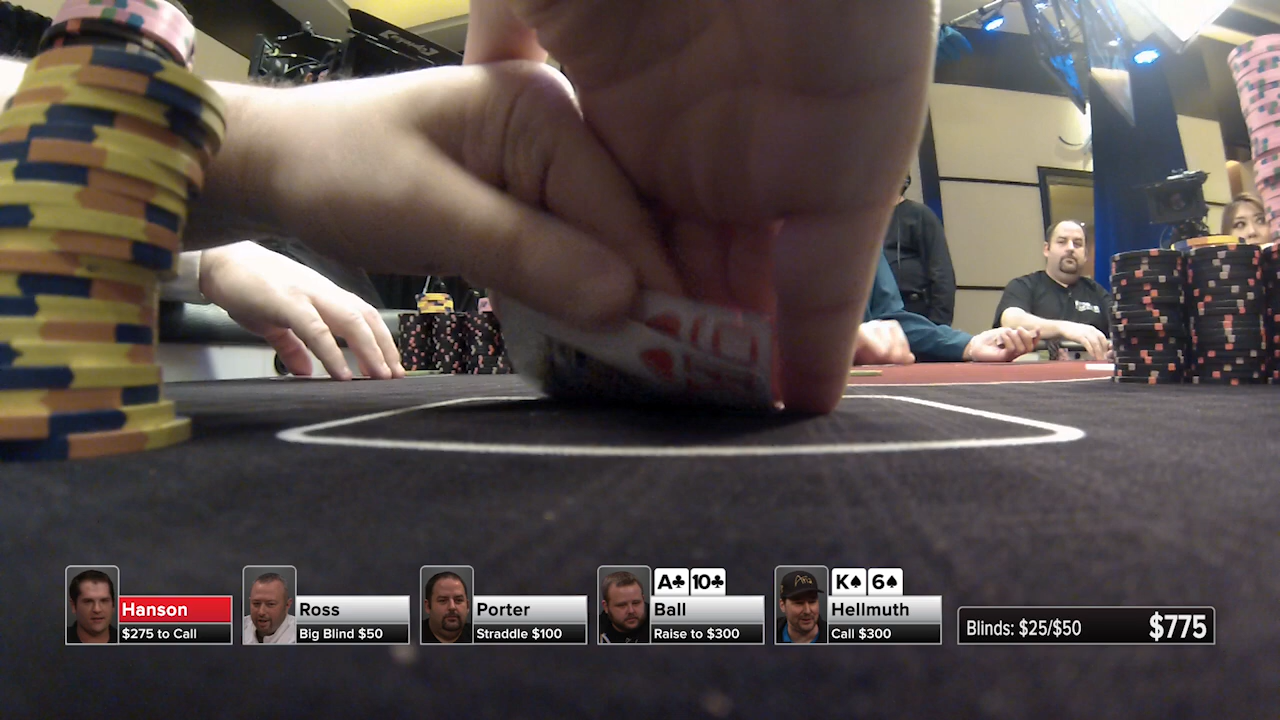 A♣ 10♣
K♠ 6♠
Hanson
$275 to Call
Ross
Big Blind $50
Porter
Straddle $100
Ball
Raise to $300
Hellmuth
Call $300
Blinds: $25/$50
$775